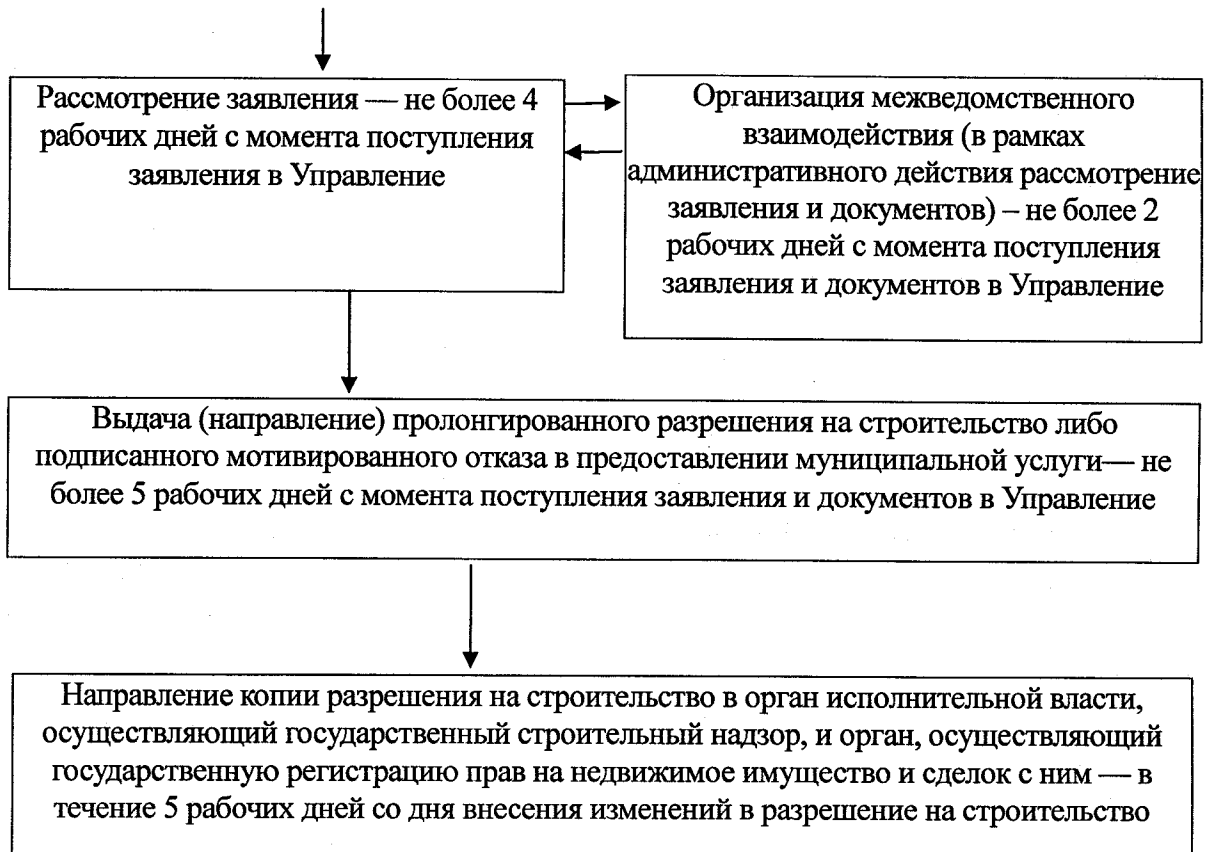 Рассмотрение заявления — не более 4
рабочих дней с момента поступления
заявления в Управление
Организация межведомственного
взаимодействия (в рамках
административного действия рассмотрение
заявления и документов) – не более 2
рабочих дней с момента поступления
заявления и документов в Управление
Выдача (направление) пролонгированного разрешения на строительство либо
подписанного мотивированного отказа в предоставлении муниципальной услуги— не
более 5 рабочих дней с момента поступления заявления и документов в Управление
Направление копии разрешения на строительство в орган исполнительной власти,
осуществляющий государственный строительный надзор, и орган, осуществляющий
государственную регистрацию прав на недвижимое имущество и сделок с ним — в
течение 5 рабочих дней со дня внесения изменений в разрешение на строительство